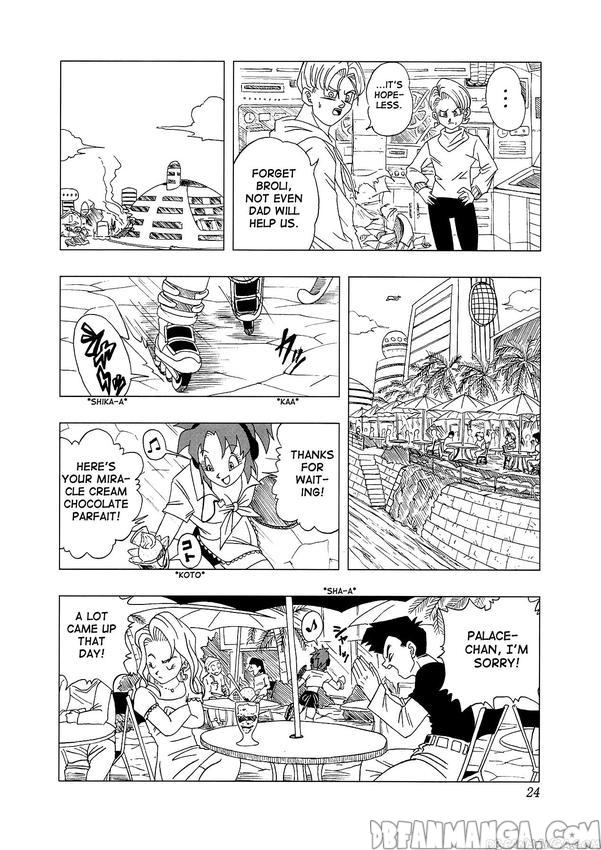 ...IT'S
HOPE-
LESS.
...
FORGET
BROLI,
NOT EVEN
DAD WILL
HELP US.
*SHIKA-A*
*KAA*
THANKS
FOR
WAIT-
ING!
HERE'S
YOUR MIRA-
CLE CREAM
CHOCOLATE
PARFAIT!
TU
*KOTO*
*SHA-A*
A LOT
CAME UP
THAT
DAY!
PALACE-
CHAN, I'M
SORRY!
24
DBFANMANGA.COM